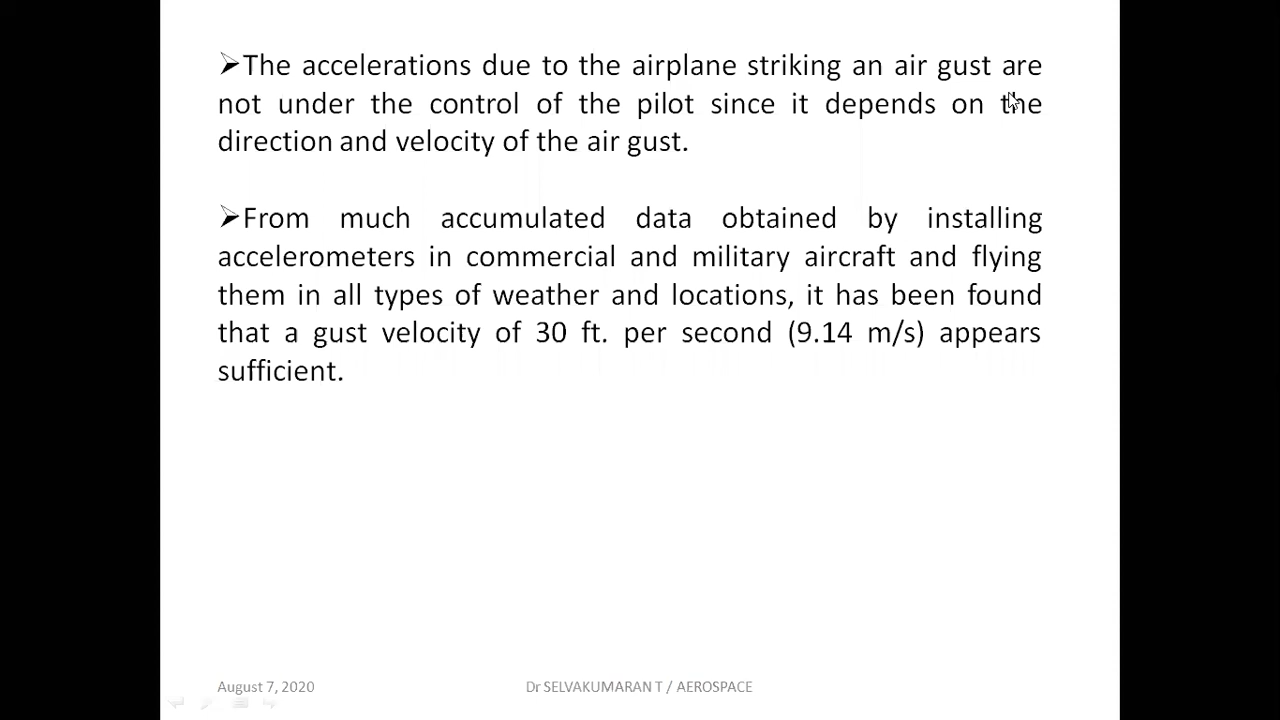 ➢The accelerations due to the airplane striking an air gust are
not under the control of the pilot since it depends on the
direction and velocity of the air gust.
➢From much accumulated data obtained by installing
accelerometers in commercial and military aircraft and flying
them in all types of weather and locations, it has been found
that a gust velocity of 30 ft. per second (9.14 m/s) appears
sufficient.
August 7, 2020
Dr SELVAKUMARAN T / AEROSPACE